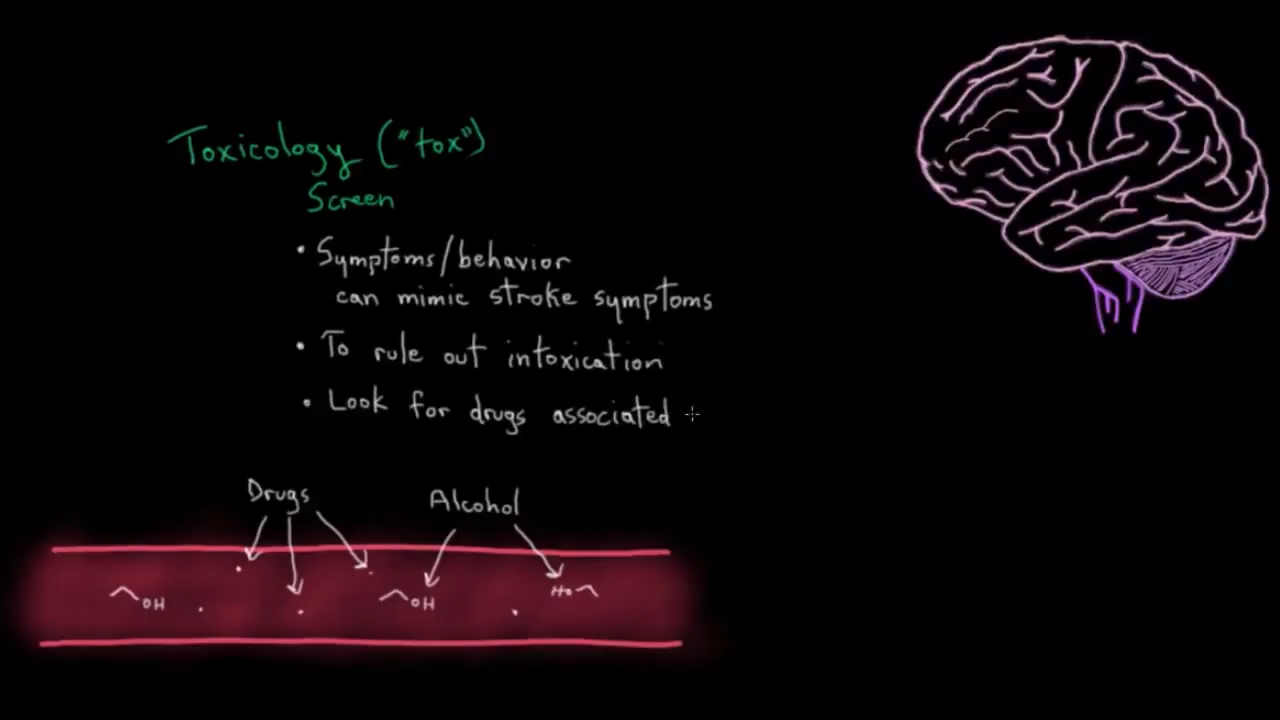 Toxicology ("tox")
Screen
• Symptoms/behavior
can mimic stroke symptoms
• To rule out intoxication
• Look for drugs associated
Drugs
Alcohol
OH
OH
HO